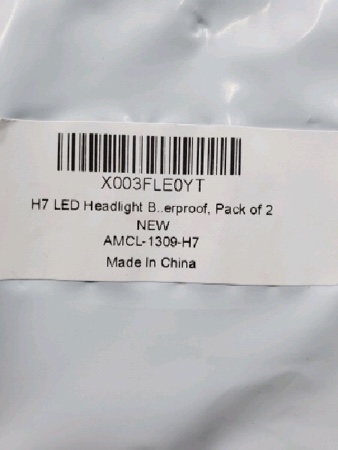 X003FLE0YT
H7 LED Headlight B...erproof, Pack of 2
NEW
AMCL-1309-H7
Made In China